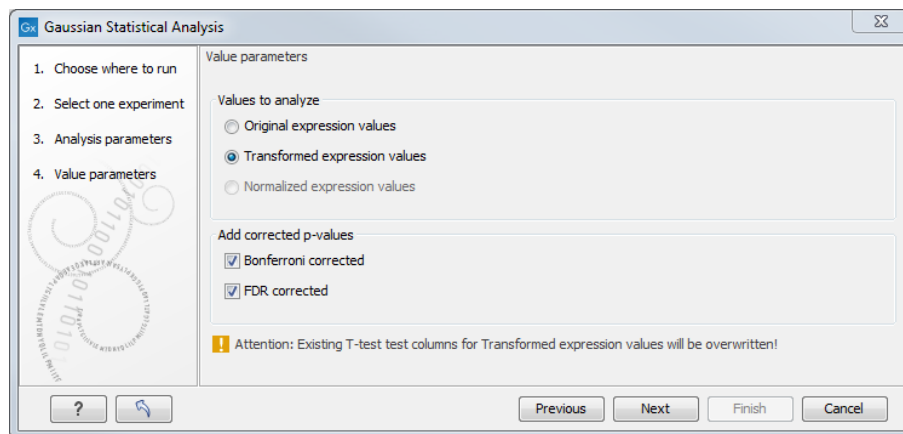 Gx Gaussian Statistical Analysis
1. Choose where to run
2. Select one experiment
3. Analysis parameters
4. Value parameters
Value parameters
Values to analyze
Original expression values
Transformed expression values
Normalized expression values
Add corrected p-values
Bonferroni corrected
FDR corrected
! Attention: Existing T-test test columns for Transformed expression values will be overwritten!
? Previous Next Finish Cancel